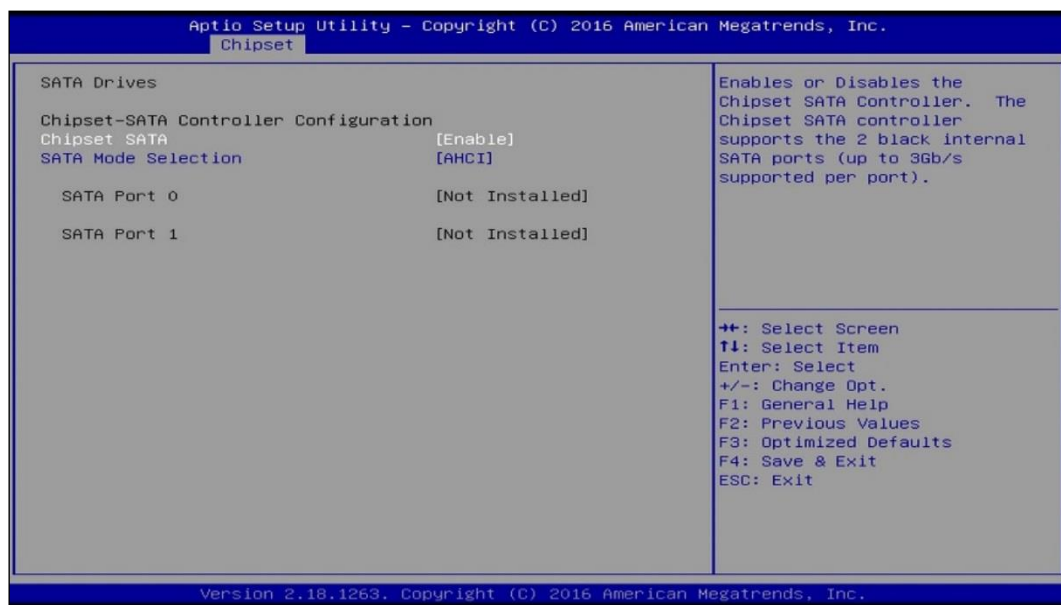 Aptio Setup Utility – Copyright (C) 2016 American Megatrends, Inc.
Chipset
SATA Drives
Chipset-SATA Controller Configuration
Chipset SATA [Enable]
SATA Mode Selection [AHCI]
SATA Port 0 [Not Installed]
SATA Port 1 [Not Installed]
Enables or Disables the
Chipset SATA Controller. The
Chipset SATA controller
supports the 2 black internal
SATA ports (up to 3Gb/s
supported per port).
→←: Select Screen
↑↓: Select Item
Enter: Select
+/-: Change Opt.
F1: General Help
F2: Previous Values
F3: Optimized Defaults
F4: Save & Exit
ESC: Exit
Version 2.18.1263. Copyright (C) 2016 American Megatrends, Inc.